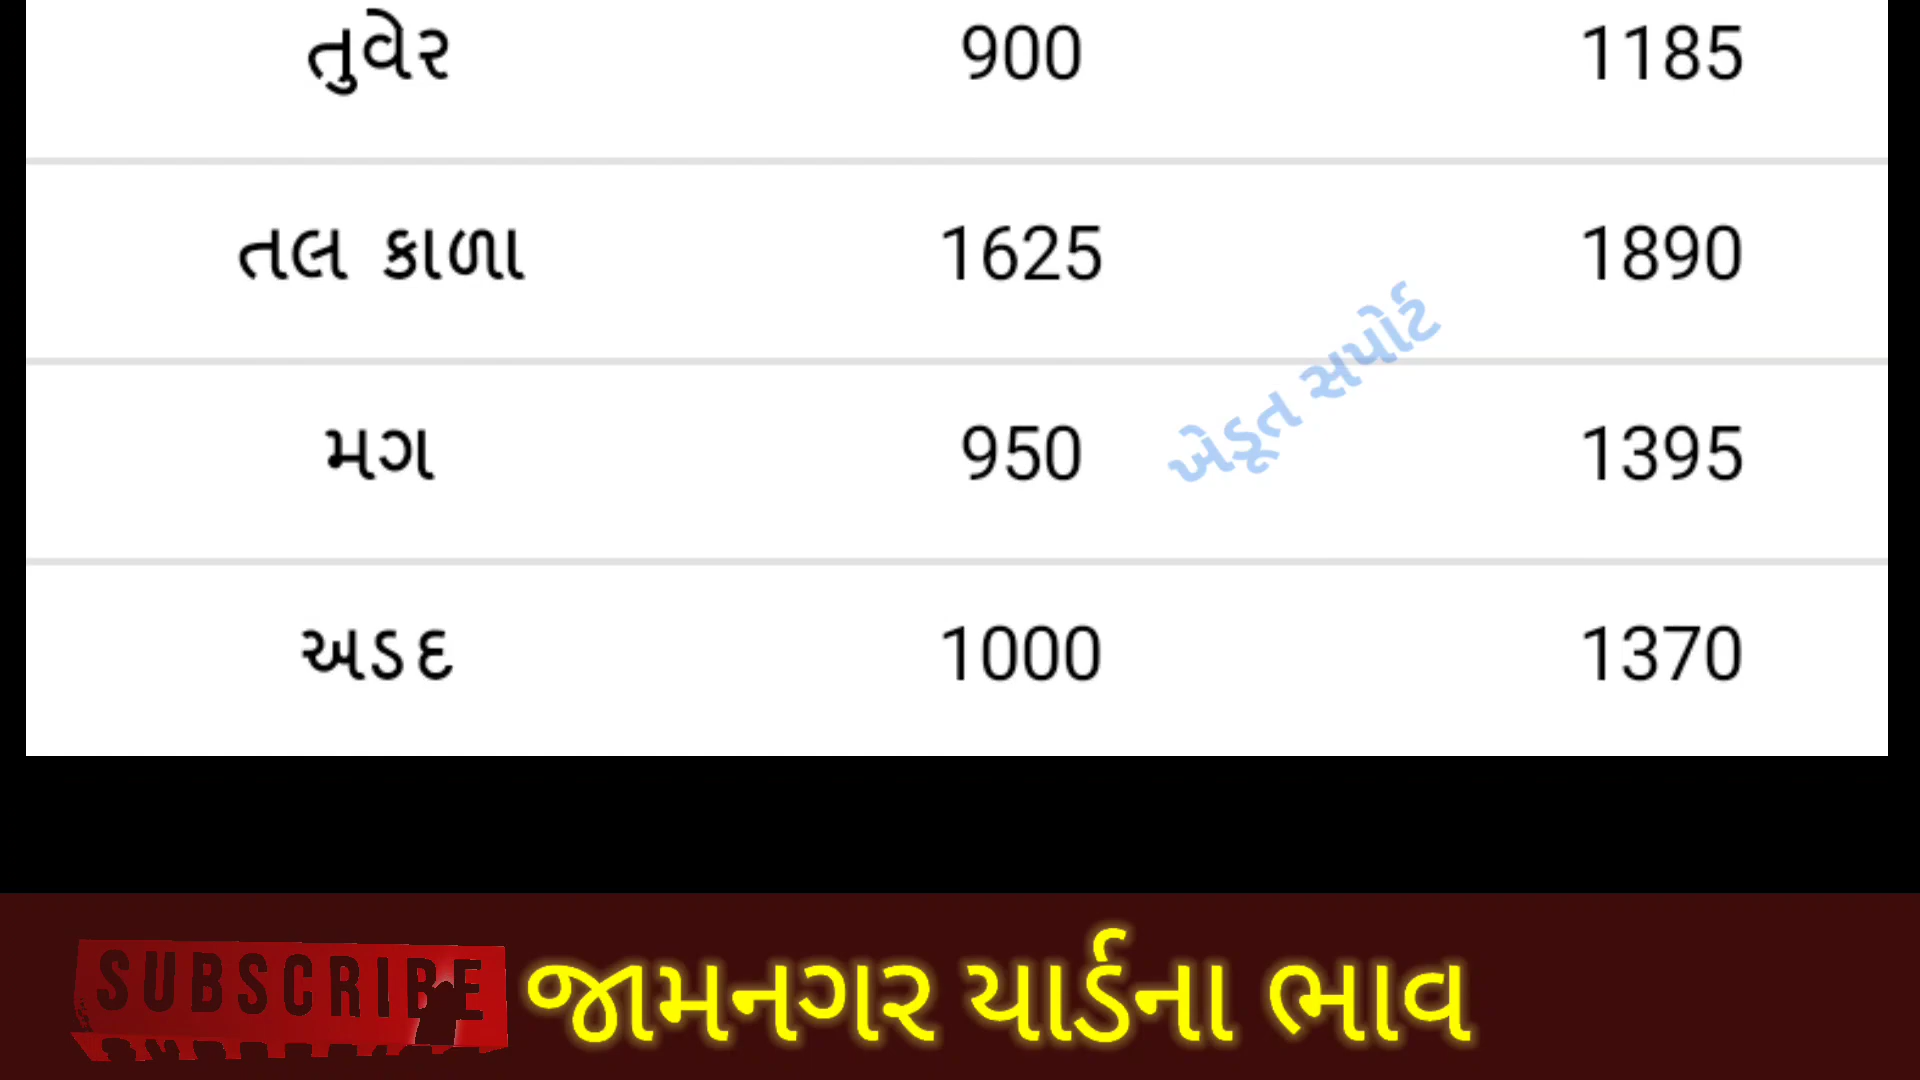 તુવેર 900 1185
તલ કાળા 1625 1890
ખેડૂત સપોર્ટ
મગ 950 1395
અડદ 1000 1370
SUBSCRIBE
જામનગર યાર્ડના ભાવ